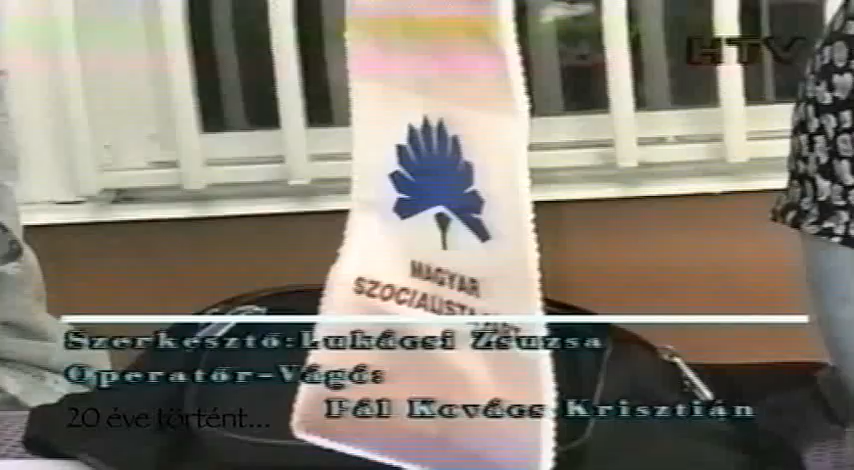 HTV
MAGYAR
SZOCIALISTA
Szerkesztő:Lukácsi Zsuzsa
Operatőr-Vágó:
20 éve történt...
Pál Kovács Krisztián